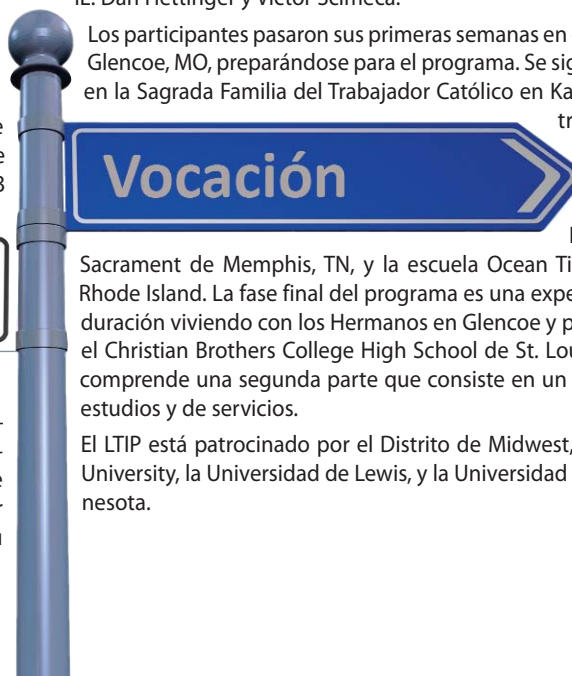 Dan Hettinger y Victor Scimeca.
Los participantes pasaron sus primeras semanas en
Glencoe, MO, preparándose para el programa. Se sig
en la Sagrada Familia del Trabajador Católico en Ka
tr
Vocación
Sacrament de Memphis, TN, y la escuela Ocean Ti
Rhode Island. La fase final del programa es una expe
duración viviendo con los Hermanos en Glencoe y p
el Christian Brothers College High School de St. Lou
comprende una segunda parte que consiste en un
estudios y de servicios.
El LTIP está patrocinado por el Distrito de Midwest,
University, la Universidad de Lewis, y la Universidad
nesota.